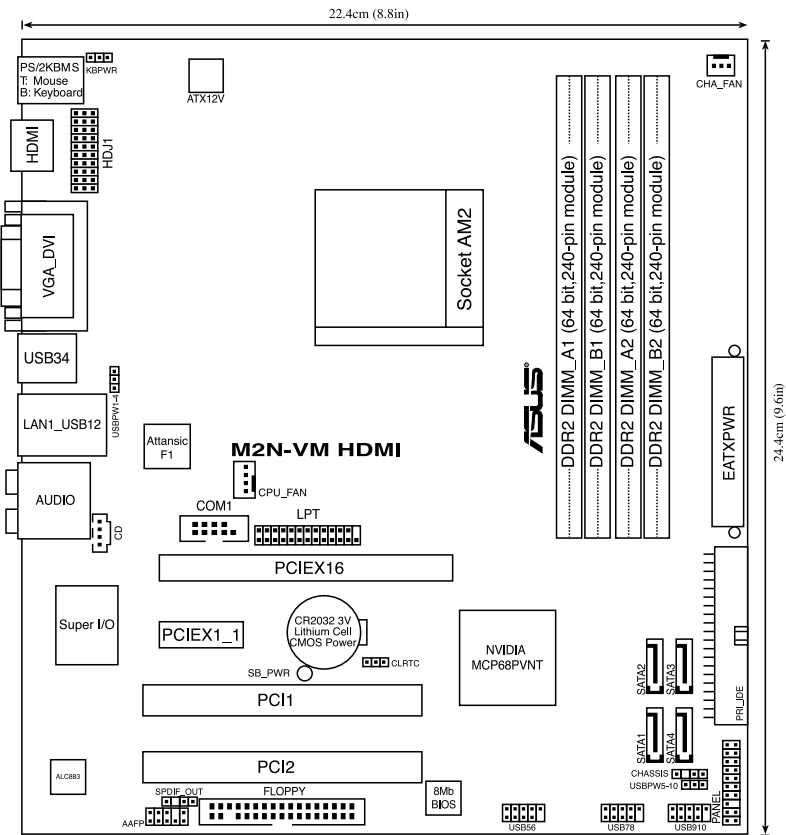 22.4cm (8.8in)
PS/2KBMS
T: Mouse
B: Keyboard
KBPWR
ATX12V
CHA_FAN
HDMI
HDJ1
VGA_DVI
Socket AM2
DDR2 DIMM_A1 (64 bit,240-pin module)
DDR2 DIMM_B1 (64 bit,240-pin module)
DDR2 DIMM_A2 (64 bit,240-pin module)
DDR2 DIMM_B2 (64 bit,240-pin module)
USB34
USBPW1-4
LAN1_USB12
Attansic
F1
ASUS
®
M2N-VM HDMI
EATXPWR
24.4cm (9.6in)
AUDIO
CD
CPU_FAN
COM1
LPT
PCIEX16
Super I/O
PCIEX1_1
CR2032 3V
Lithium Cell
CMOS Power
CLRTC
SB_PWR
NVIDIA
MCP68PVNT
SATA2
SATA3
PRI_IDE
PCI1
SATA1
SATA4
PCI2
ALC883
CHASSIS
USBPW5-10
PANEL
SPDIF_OUT
FLOPPY
8Mb
BIOS
AAFP
USB56
USB78
USB910